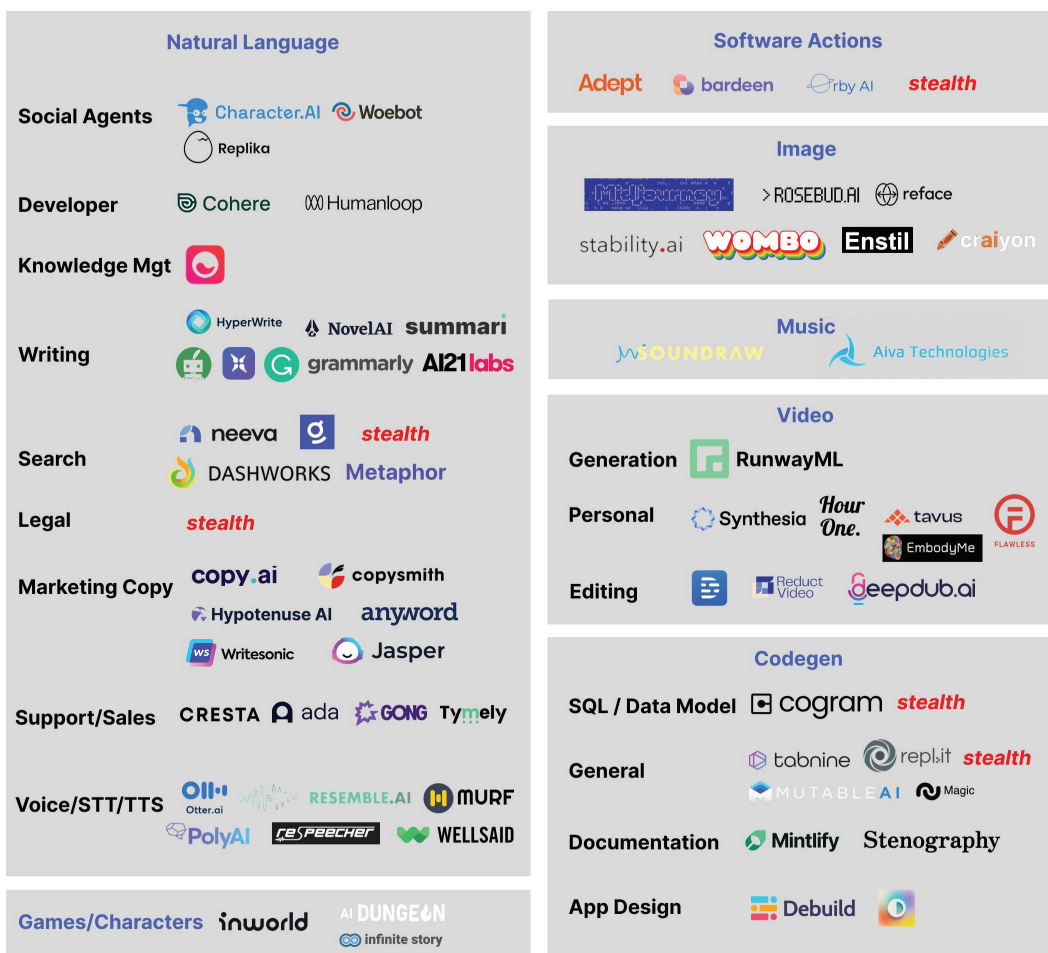 Natural Language
Social Agents
Character.AI Woebot
Replika
Developer
Cohere Humanloop
Knowledge Mgt
Writing
HyperWrite NovelAI summari
grammarly AI21labs
Search
neeva g stealth
DASHWORKS Metaphor
Legal stealth
Marketing Copy
copy.ai copysmith
Hypotenuse AI anyword
WS Writesonic Jasper
Support/Sales CRESTA ada GONG Tymely
Voice/STT/TTS
Otter.ai RESEMBLE.AI MURF
PolyAI reSPEECHER WELLSAID
Games/Characters inworld
AI DUNGEON
infinite story
Software Actions
Adept bardeen Orby AI stealth
Image
Midjourney >ROSEBUD.AI reface
stability.ai WOMBO Enstil craiyon
Music
SOUNDRAW Aiva Technologies
Video
Generation RunwayML
Personal
Synthesia Hour One. tavus
EmbodyMe FLAWLESS
Editing
Reduct
Video
deepdub.ai
Codegen
SQL / Data Model cogram stealth
General
tabnine repl.it stealth
MUTABLEAI Magic
Documentation Mintlify Stenography
App Design Debuild